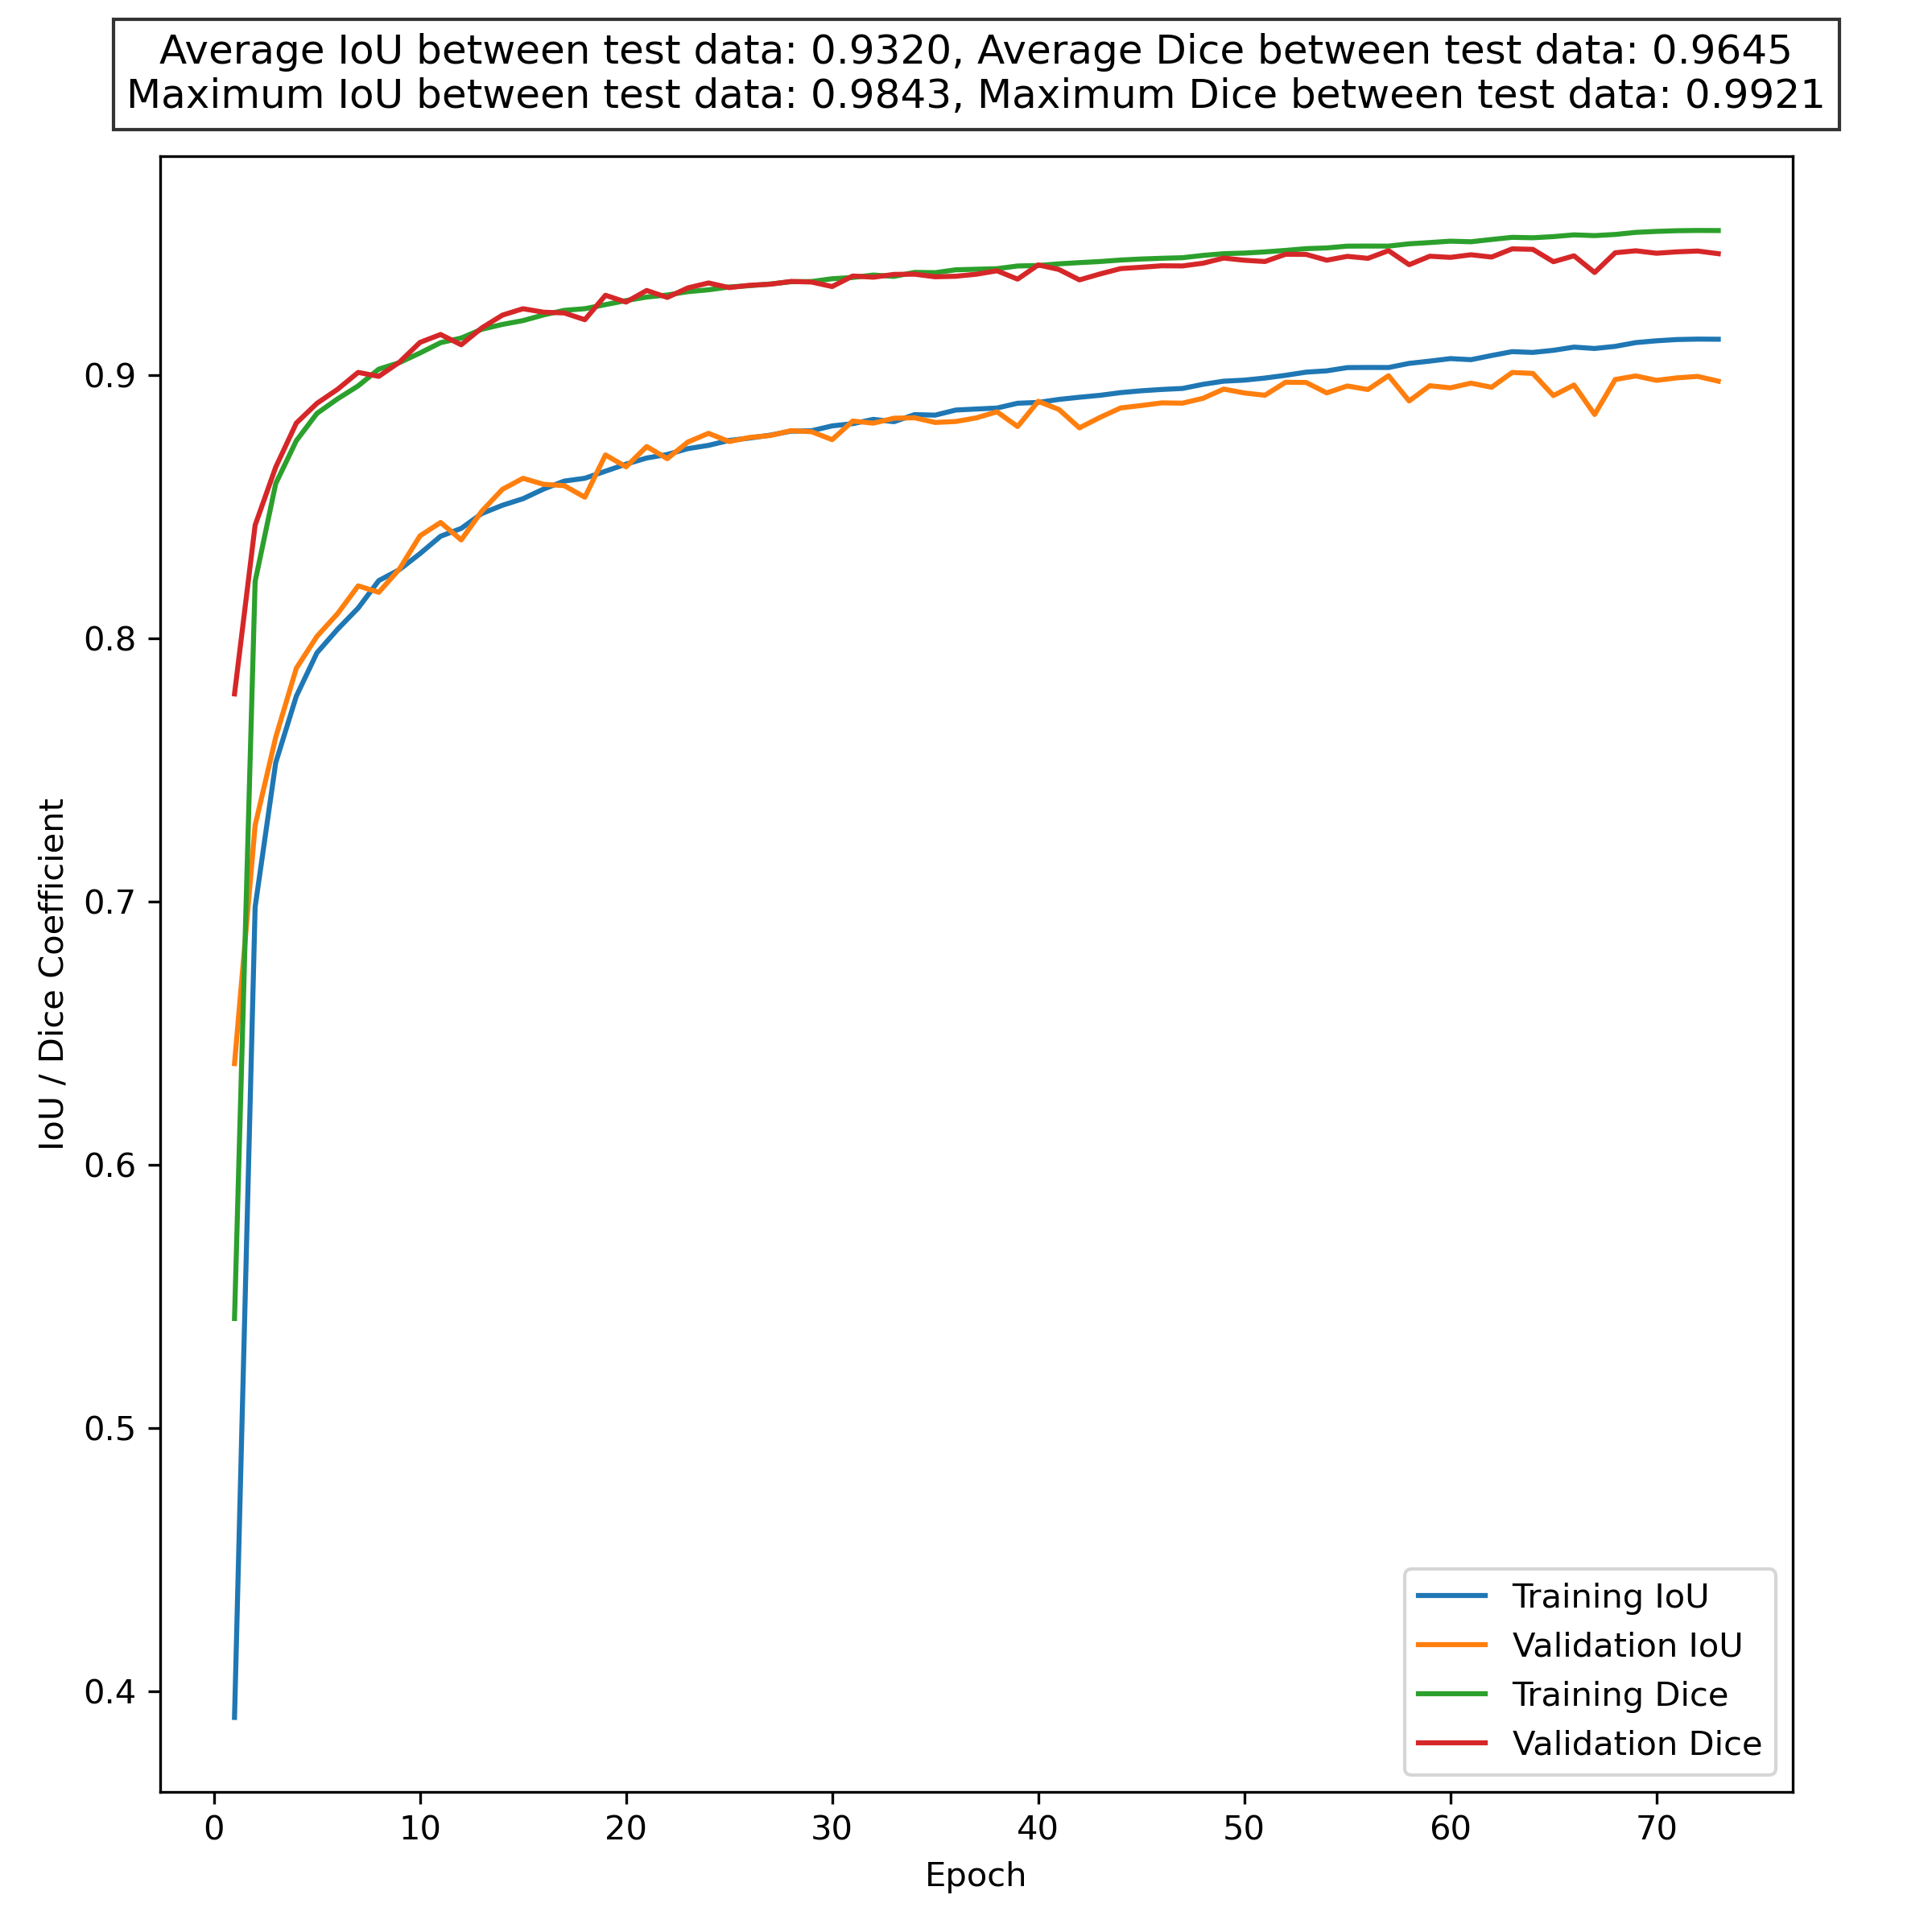 Average IoU between test data: 0.9320, Average Dice between test data: 0.9645
Maximum IoU between test data: 0.9843, Maximum Dice between test data: 0.9921
IoU / Dice Coefficient
0.9
0.8
0.7
0.6
0.5
0.4
Training IoU
Validation IoU
Training Dice
Validation Dice
0 10 20 30 40 50 60 70
Epoch